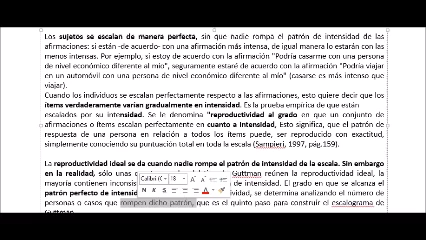 Los sujetos se escalan de manera perfecta, sin que nadie rompa el patrón de intensidad de las
afirmaciones: si están -de acuerdo- con una afirmación más intensa, de igual manera lo estarán con las
menos intensas. Por ejemplo, si estoy de acuerdo con la afirmación "Podría casarme con una persona
de nivel económico diferente al mío", seguramente estaré de acuerdo con la afirmación "Podría viajar
en un automóvil con una persona de nivel económico diferente al mío" (casarse es más intenso que
viajar).
Cuando los individuos se escalan perfectamente respecto a las afirmaciones, esto quiere decir que los
ítems verdaderamente varían gradualmente en intensidad. Es la prueba empírica de que están
escalados por su intensidad. Se le denomina "reproductividad al grado en que un conjunto de
afirmaciones o ítems escalan perfectamente en cuanto a intensidad, Esto significa, que el patrón de
respuesta de una persona en relación a todos los ítems puede, ser reproducido con exactitud,
simplemente conociendo su puntuación total en toda la escala (Sampieri, 1997, pág.159).
La reproductividad ideal se da cuando nadie rompe el patrón de intensidad de la escala. Sin embargo
en la realidad, sólo unas Guttman reúnen la reproductividad ideal, la
mayoría contienen inconsis de intensidad. El grado en que se alcanza el
patrón perfecto de intensid vidad, se determina analizando el número de
personas o casos que rompen dicho patrón, que es el quinto paso para construir el escalograma de
Guttman
Calibri (C 18
N K S